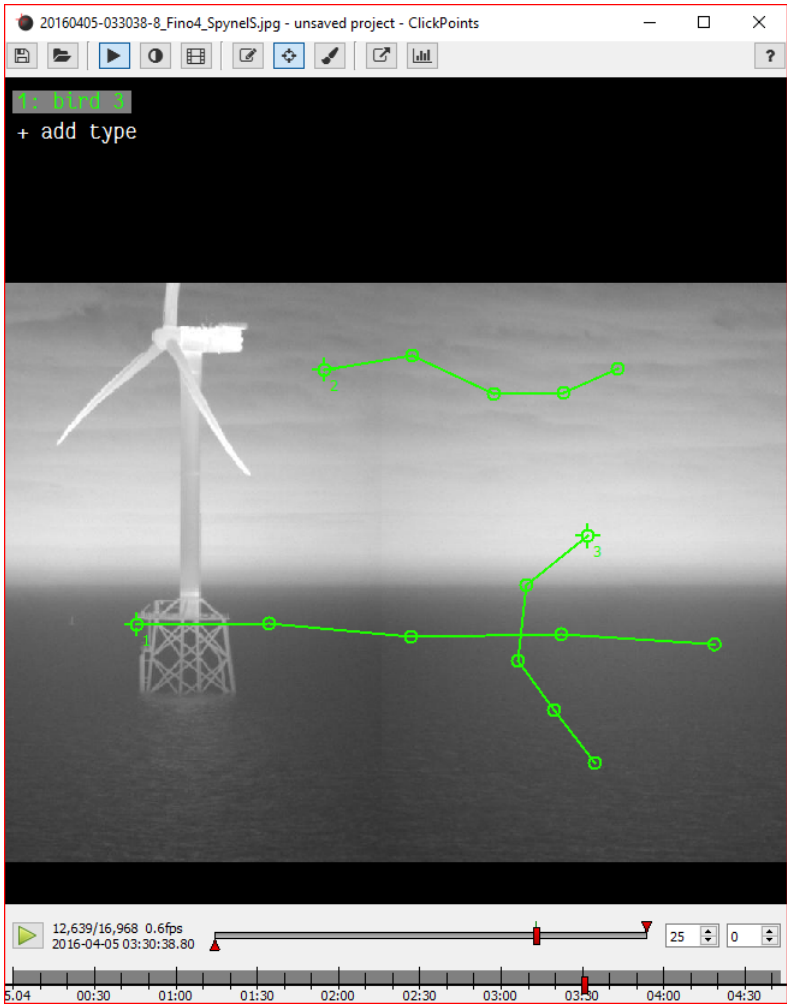 20160405-033038-8_Fino4_SpynelS.jpg - unsaved project - ClickPoints
?
1: bird 3
+ add type
2
3
1
12,639/16,968 0.6fps
2016-04-05 03:30:38.80
25 0
5.04 00:30 01:00 01:30 02:00 02:30 03:00 03:30 04:00 04:30